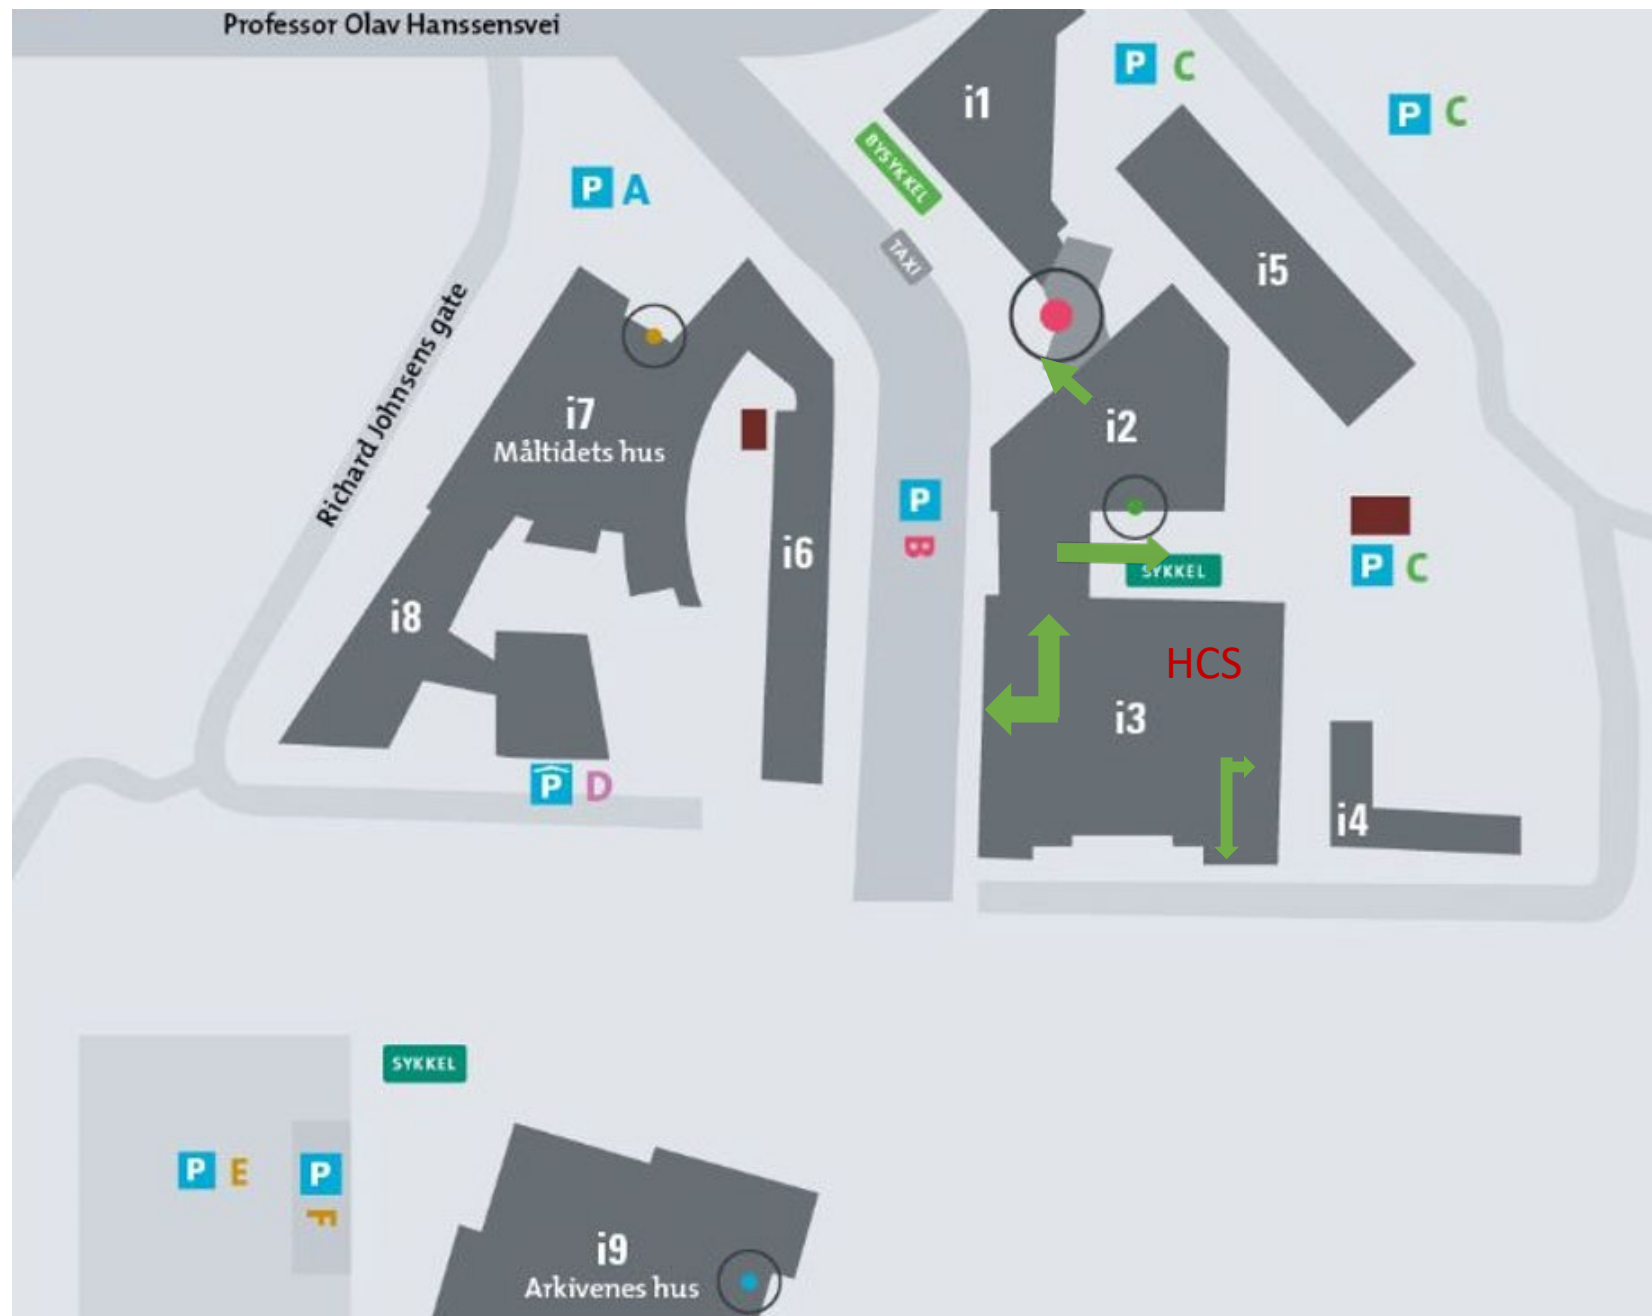 Professor Olav Hanssensvei
i1
P C
P C
BYSYKKEL
P A
TAXI
i5
Richard Johnsens gate
i7
Måltidets hus
i2
P
B
i6
SYKKEL
P C
i8
HCS
i3
P D
i4
SYKKEL
P E
P
F
i9
Arkivenes hus